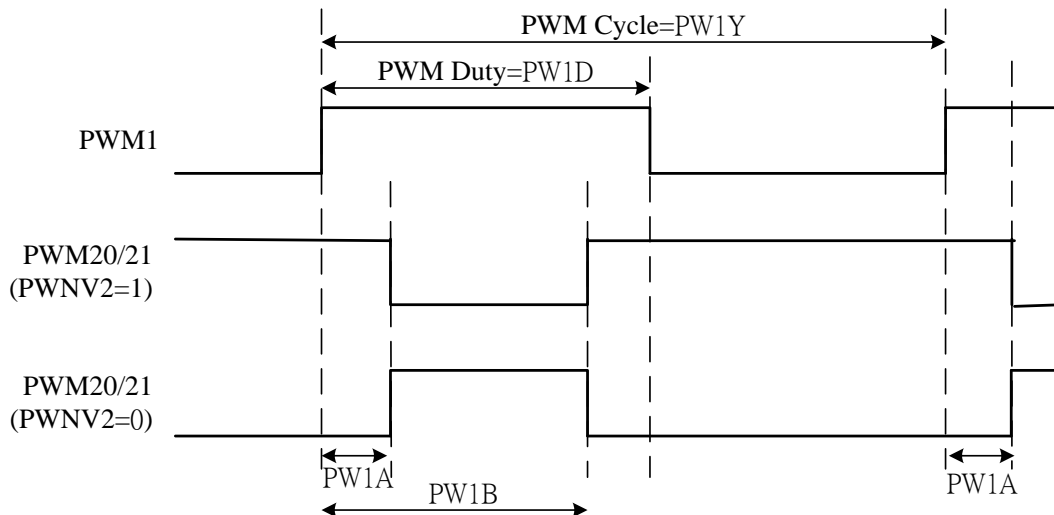 PWM Cycle=PW1Y
PWM Duty=PW1D
PWM1
PWM20/21
(PWNV2=1)
PWM20/21
(PWNV2=0)
PW1A
PW1A
PW1B